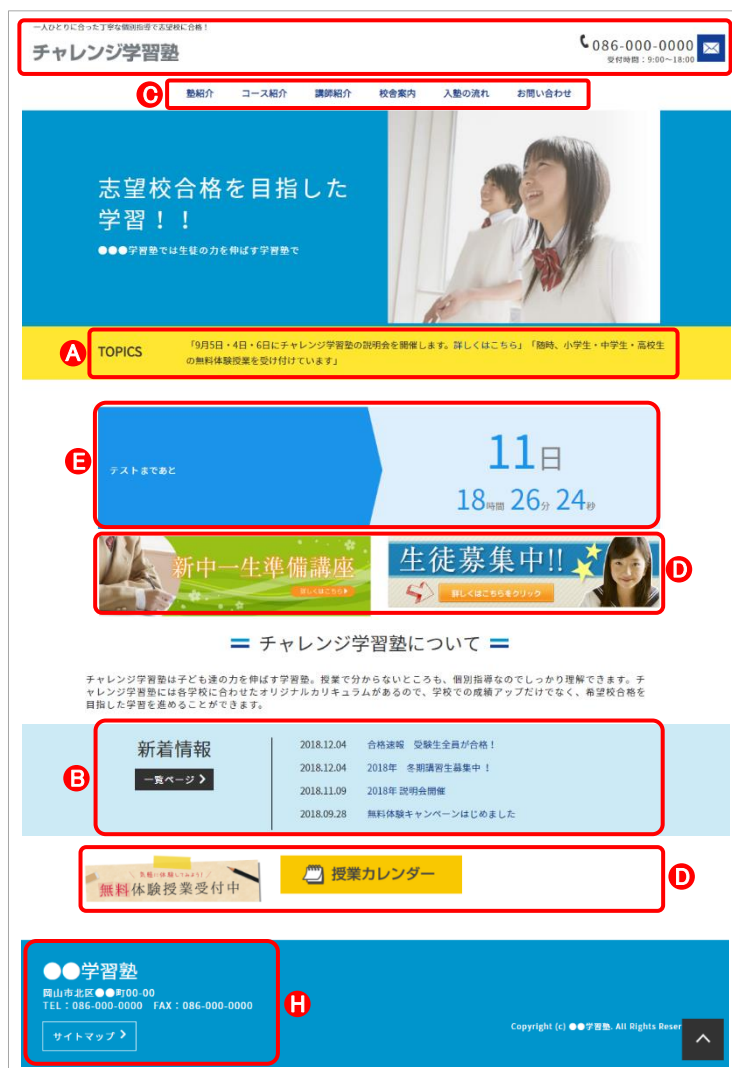 一人ひとりに合った丁寧な個別指導で志望校に合格！
チャレンジ学習塾
086-000-0000
受付時間：9:00～18:00
C
塾紹介 コース紹介 講師紹介 校舎案内 入塾の流れ お問い合わせ
志望校合格を目指した
学習！！
●●●学習塾では生徒の力を伸ばす学習塾で
A
TOPICS
「9月5日・4日・6日にチャレンジ学習塾の説明会を開催します。詳しくはこちら」「随時、小学生・中学生・高校生
の無料体験授業を受け付けています」
E
テストまであと
11日
18時間 26分 24秒
新中一生準備講座
詳しくはこちら
生徒募集中!!
詳しくはこちらをクリック
D
チャレンジ学習塾について
チャレンジ学習塾は子ども達の力を伸ばす学習塾。授業で分からないところも、個別指導なのでしっかり理解できます。チ
ャレンジ学習塾には各学校に合わせたオリジナルカリキュラムがあるので、学校での成績アップだけでなく、希望校合格を
目指した学習を進めることができます。
B
新着情報
一覧ページ
2018.12.04 合格速報 受験生全員が合格！
2018.12.04 2018年 冬期講習生募集中！
2018.11.09 2018年 説明会開催
2018.09.28 無料体験キャンペーンはじめました
気軽に体験してみよう!
無料体験授業受付中
授業カレンダー
D
●●学習塾
岡山市北区●●町00-00
TEL：086-000-0000 FAX：086-000-0000
サイトマップ
H
Copyright (c) ●●学習塾. All Rights Reser